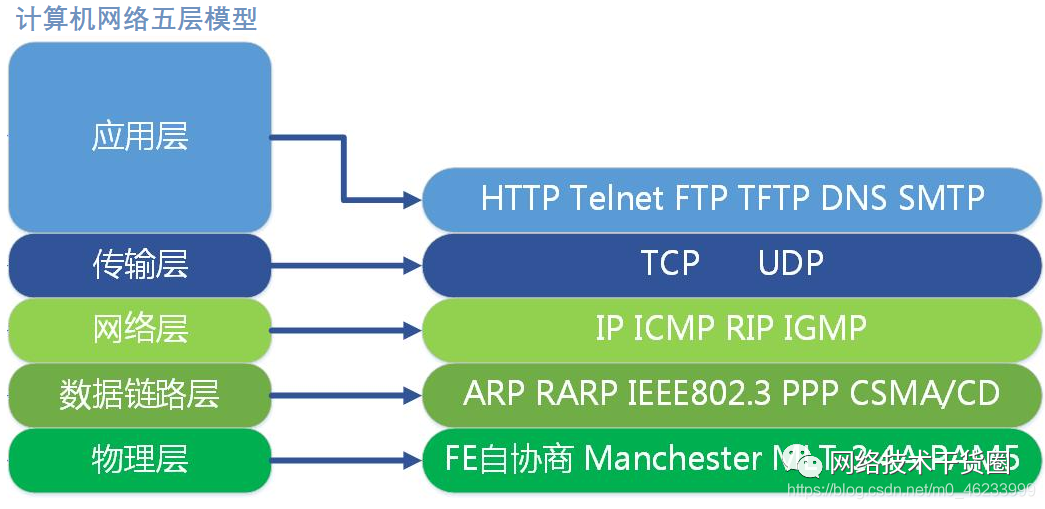 计算机网络五层模型
应用层
HTTP Telnet FTP TFTP DNS SMTP
传输层
TCP UDP
网络层
IP ICMP RIP IGMP
数据链路层
ARP RARP IEEE802.3 PPP CSMA/CD
物理层
FE自协商 Manchester PAM5
网络技术干货圈
https://blog.csdn.net/m0_46233999